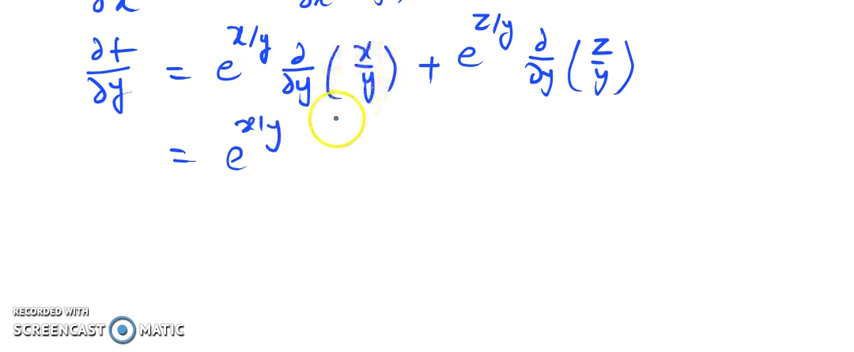 ∂f/∂y = e^{x/y} ∂/∂y (x/y) + e^{z/y} ∂/∂y (z/y)
= e^{x/y}
RECORDED WITH
SCREENCAST MATIC